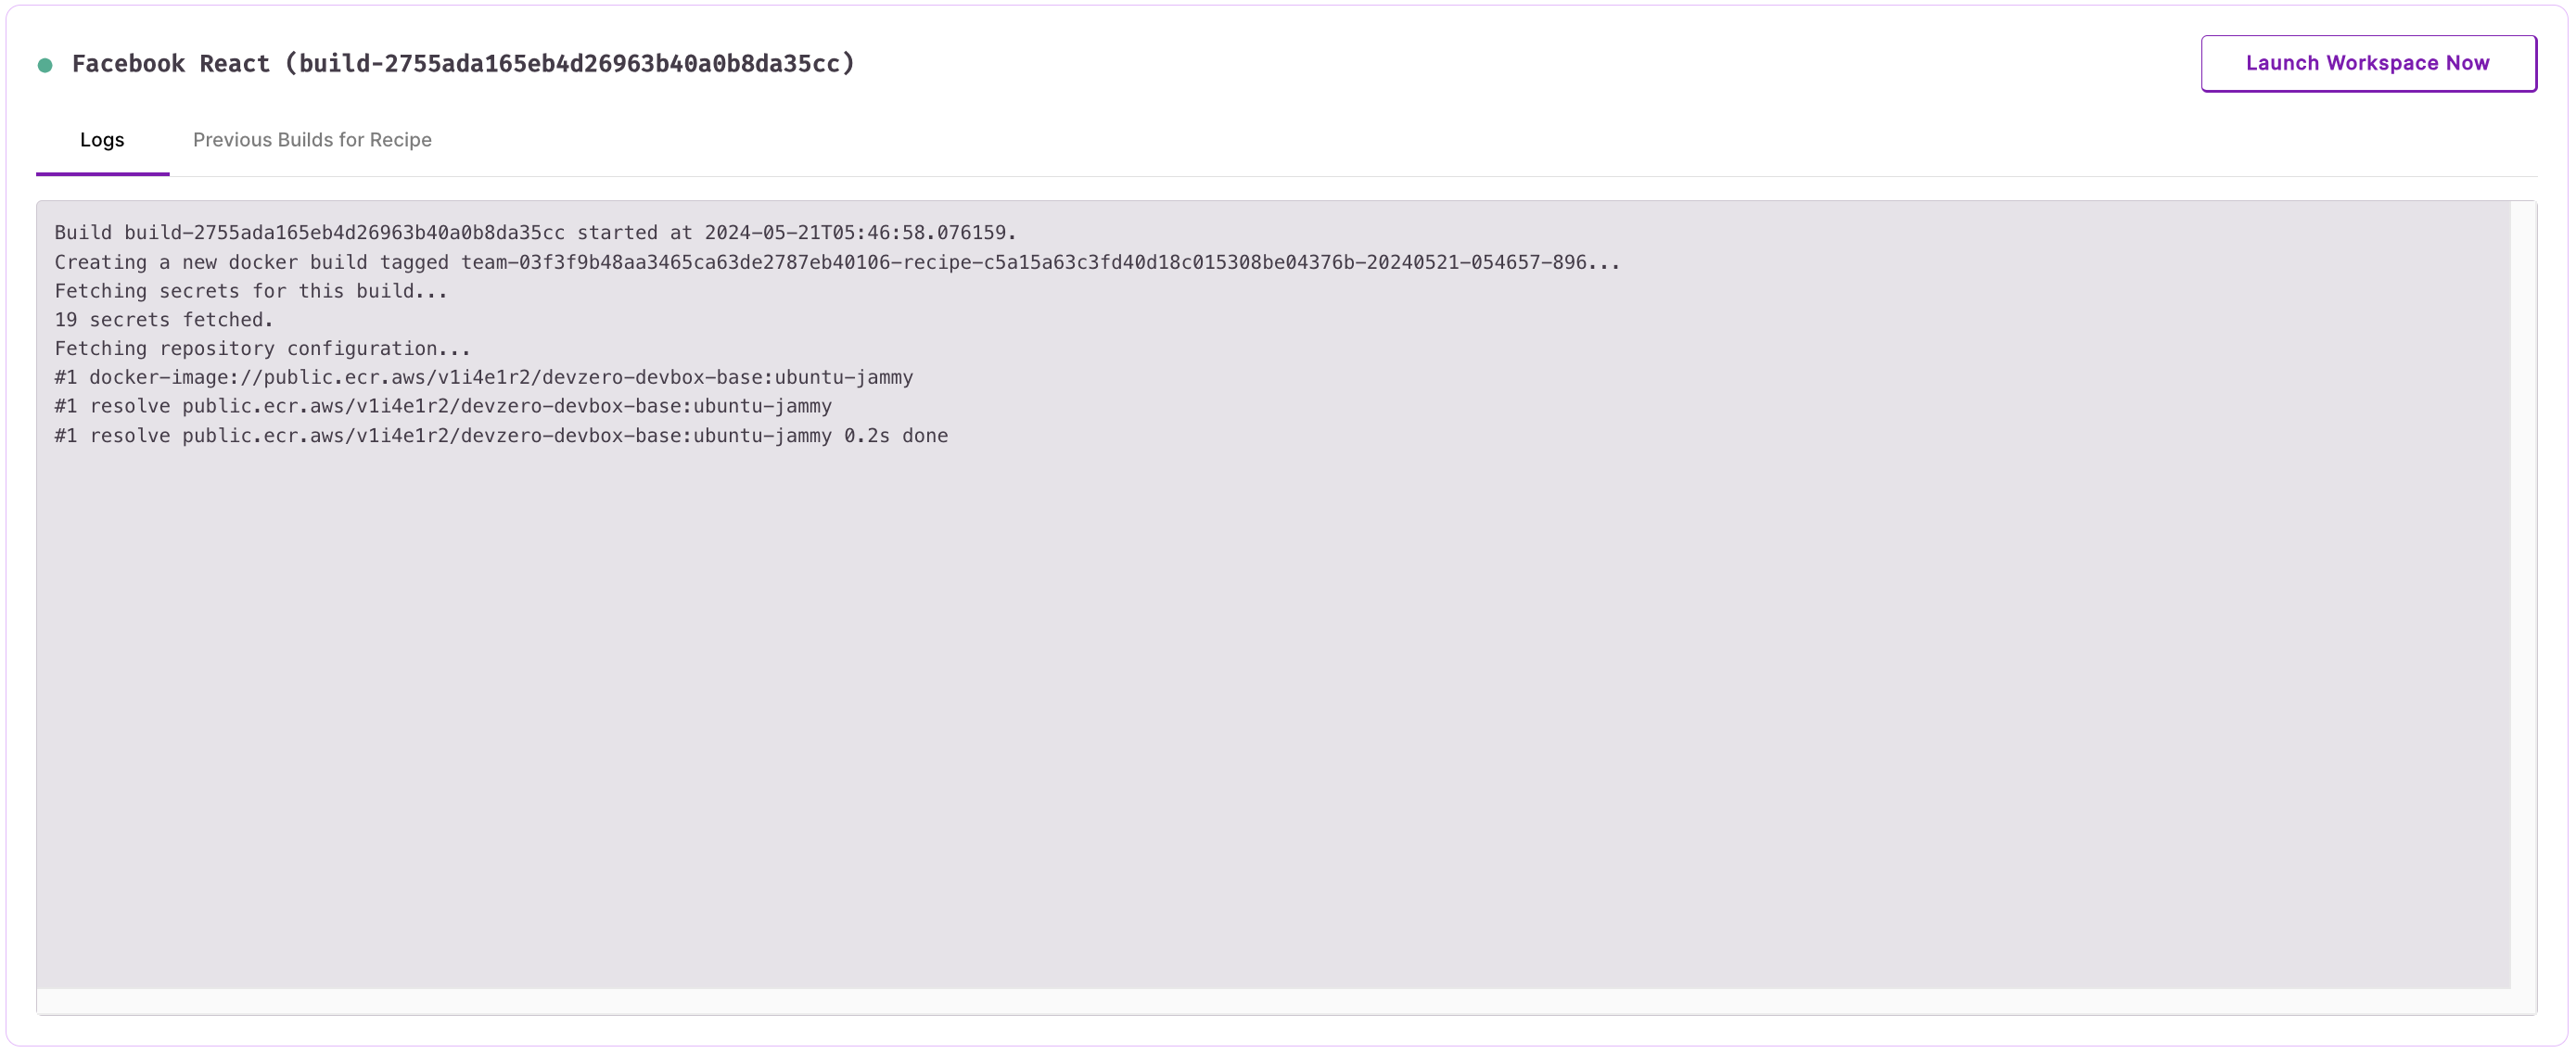 Facebook React (build-2755ada165eb4d26963b40a0b8da35cc)
Launch Workspace Now
Logs
Previous Builds for Recipe
Build build-2755ada165eb4d26963b40a0b8da35cc started at 2024-05-21T05:46:58.076159.
Creating a new docker build tagged team-03f3f9b48aa3465ca63de2787eb40106-recipe-c5a15a63c3fd40d18c015308be04376b-20240521-054657-896...
Fetching secrets for this build...
19 secrets fetched.
Fetching repository configuration...
#1 docker-image://public.ecr.aws/v1i4e1r2/devzero-devbox-base:ubuntu-jammy
#1 resolve public.ecr.aws/v1i4e1r2/devzero-devbox-base:ubuntu-jammy
#1 resolve public.ecr.aws/v1i4e1r2/devzero-devbox-base:ubuntu-jammy 0.2s done